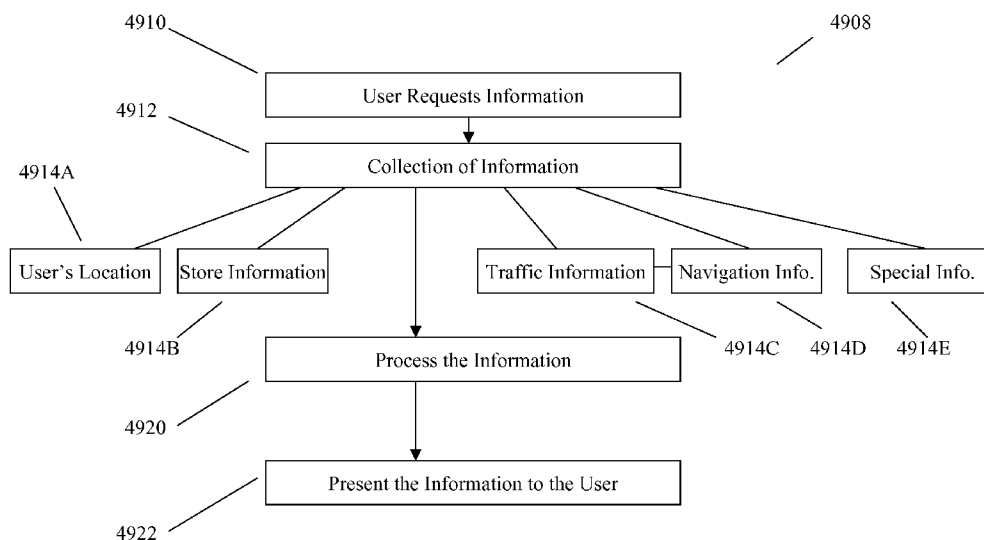 4910
4908
User Requests Information
4912
Collection of Information
4914A
User's Location
Store Information
Traffic Information
Navigation Info.
Special Info.
4914B
4914C
4914D
4914E
Process the Information
4920
Present the Information to the User
4922